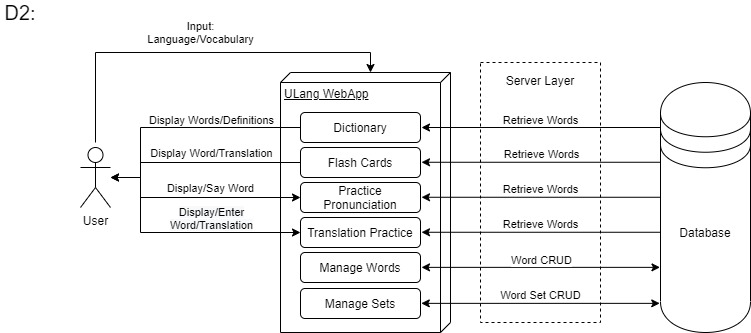 D2:
Input:
Language/Vocabulary
Server Layer
ULang WebApp
Display Words/Definitions
Dictionary
Retrieve Words
Display Word/Translation
Flash Cards
Retrieve Words
Display/Say Word
Practice
Pronunciation
Retrieve Words
User
Display/Enter
Word/Translation
Translation Practice
Retrieve Words
Database
Manage Words
Word CRUD
Manage Sets
Word Set CRUD